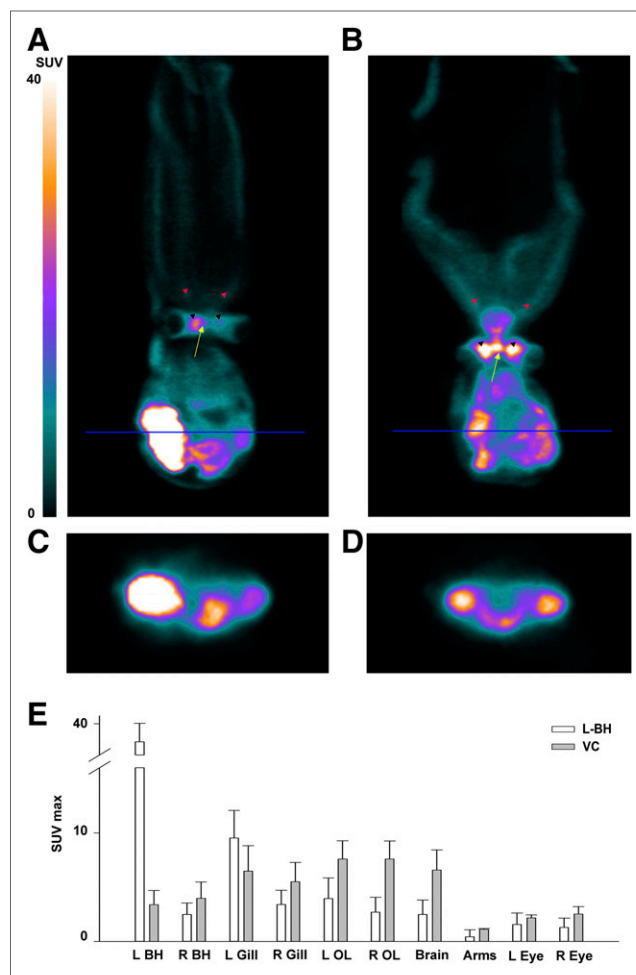 A
B
SUV
40
0
C
D
E
L-BH
VC
SUV max
40
10
0
L BH R BH L Gill R Gill L OL R OL Brain Arms L Eye R Eye